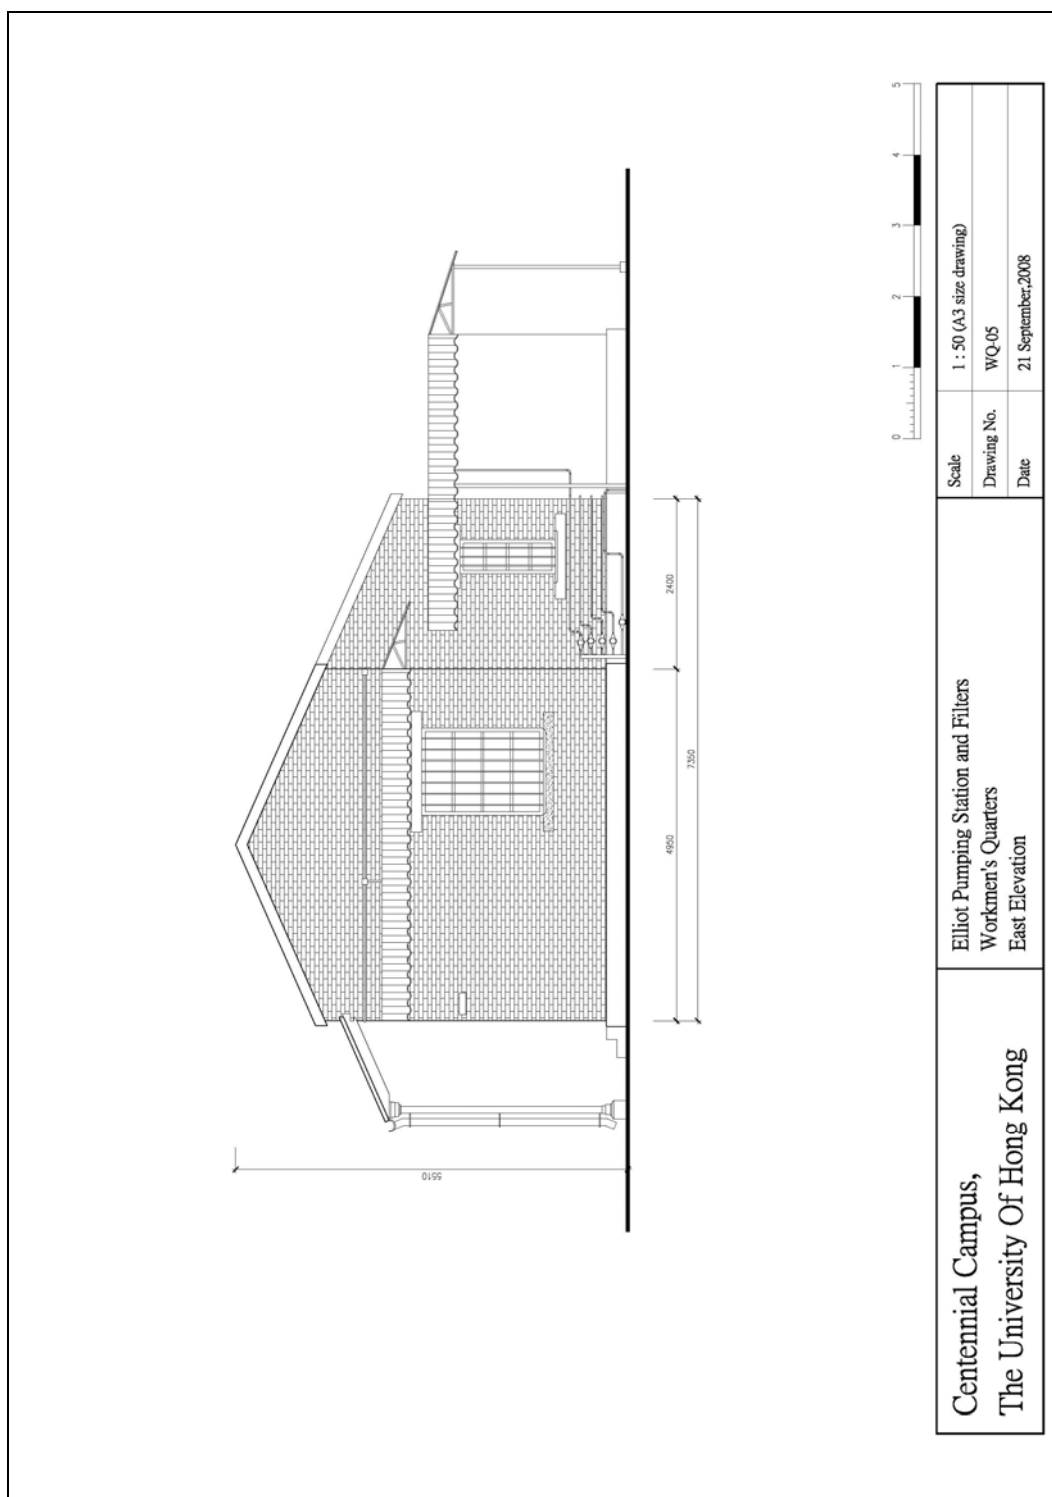 5510
4950
2400
7350
0 1 2 3 4 5
Centennial Campus,
The University Of Hong Kong
Elliot Pumping Station and Filters
Workmen's Quarters
East Elevation
Scale 1 : 50 (A3 size drawing)
Drawing No. WQ-05
Date 21 September,2008